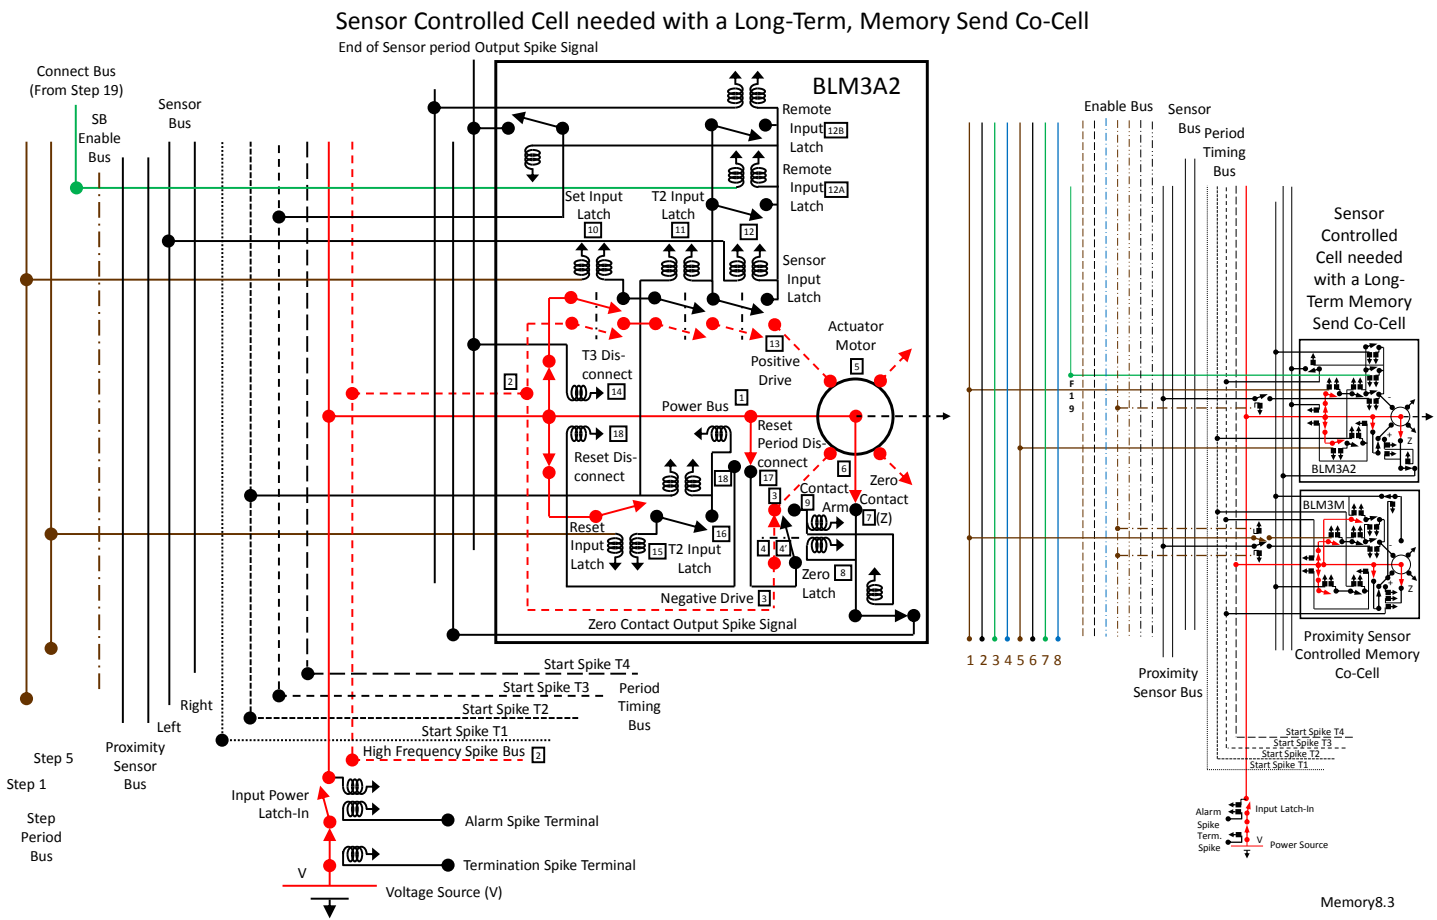 Sensor Controlled Cell needed with a Long-Term, Memory Send Co-Cell
End of Sensor period Output Spike Signal
Connect Bus
(From Step 19)
SB
Enable
Bus
Sensor
Bus
BLM3A2
Remote
Input 12B
Latch
Remote
Input 12A
Latch
Set Input
Latch
10
T2 Input
Latch
11
12
Sensor
Input
Latch
Actuator
Motor
5
13
Positive
Drive
T3 Dis-
connect
14
2
1
Power Bus
18
Reset Dis-
connect
Reset
Period Dis-
connect
17
18
6
3
9
Contact
Arm
Zero
Contact
7 (Z)
Reset
Input
Latch
15
T2 Input
Latch
16
4
4'
Zero
Latch
8
Negative Drive 3
Zero Contact Output Spike Signal
Start Spike T4
Start Spike T3
Start Spike T2
Start Spike T1
Period
Timing
Bus
High Frequency Spike Bus 2
Right
Left
Proximity
Sensor
Bus
Step 5
Step 1
Step
Period
Bus
Input Power
Latch-In
Alarm Spike Terminal
Termination Spike Terminal
V
Voltage Source (V)
Enable Bus
Sensor
Bus
Period
Timing
Bus
Sensor
Controlled
Cell needed
with a Long-
Term Memory
Send Co-Cell
F
1
9
-
+
Z
BLM3A2
BLM3M
-
+
Z
Proximity Sensor
Controlled Memory
Co-Cell
1 2 3 4 5 6 7 8
Proximity
Sensor Bus
Start Spike T4
Start Spike T3
Start Spike T2
Start Spike T1
Alarm
Spike
Input Latch-In
Term.
Spike
V
Power Source
Memory8.3